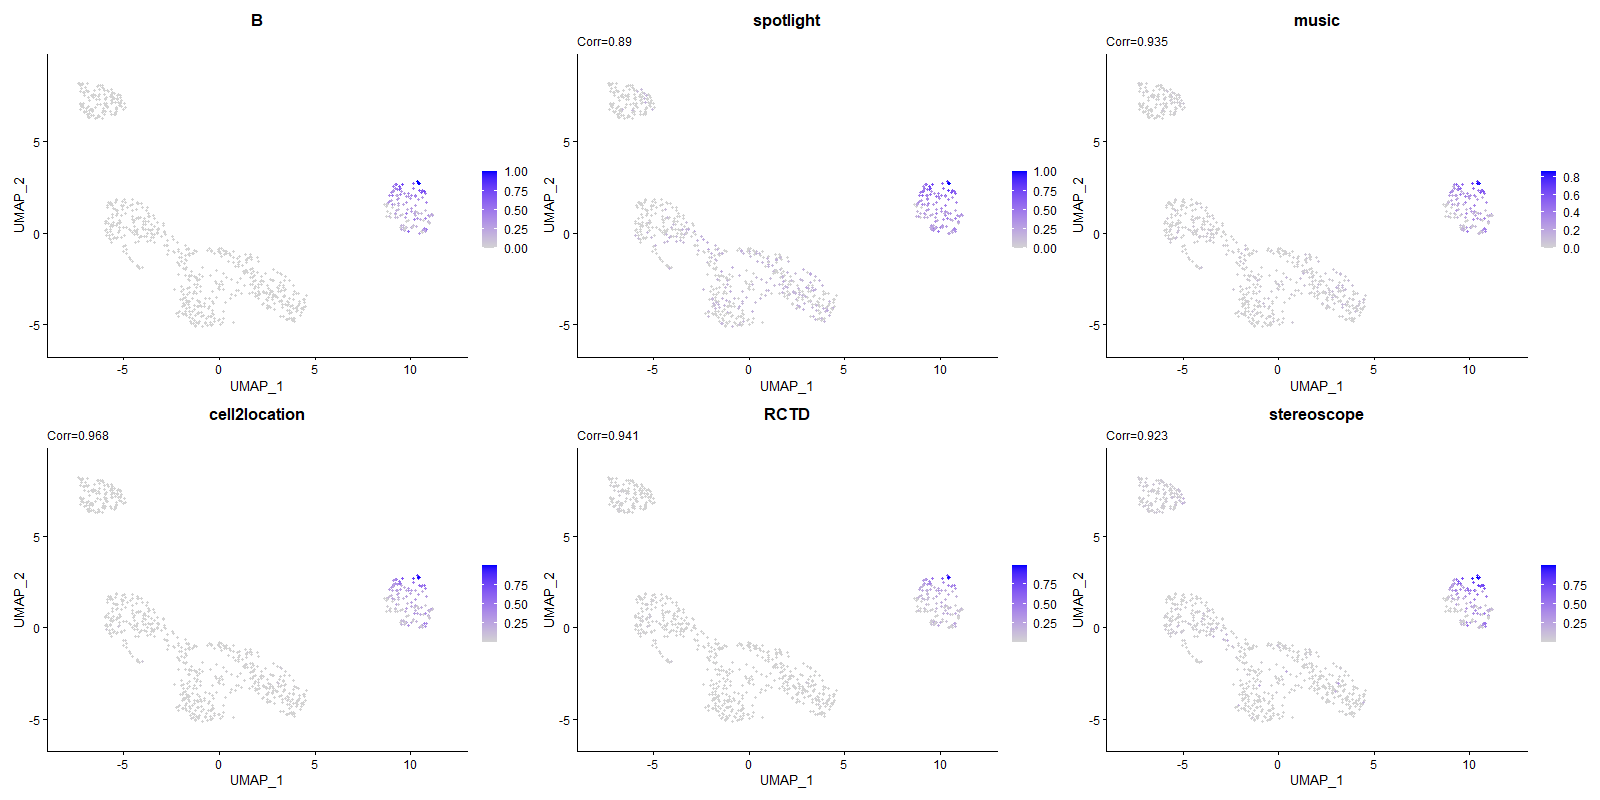 B
5
0
-5
UMAP_2
-5
0
5
10
UMAP_1
1.00
0.75
0.50
0.25
0.00
spotlight
Corr=0.89
5
0
-5
UMAP_2
-5
0
5
10
UMAP_1
1.00
0.75
0.50
0.25
0.00
music
Corr=0.935
5
0
-5
UMAP_2
-5
0
5
10
UMAP_1
0.8
0.6
0.4
0.2
0.0
cell2location
Corr=0.968
5
0
-5
UMAP_2
-5
0
5
10
UMAP_1
0.75
0.50
0.25
RCTD
Corr=0.941
5
0
-5
UMAP_2
-5
0
5
10
UMAP_1
0.75
0.50
0.25
stereoscope
Corr=0.923
5
0
-5
UMAP_2
-5
0
5
10
UMAP_1
0.75
0.50
0.25